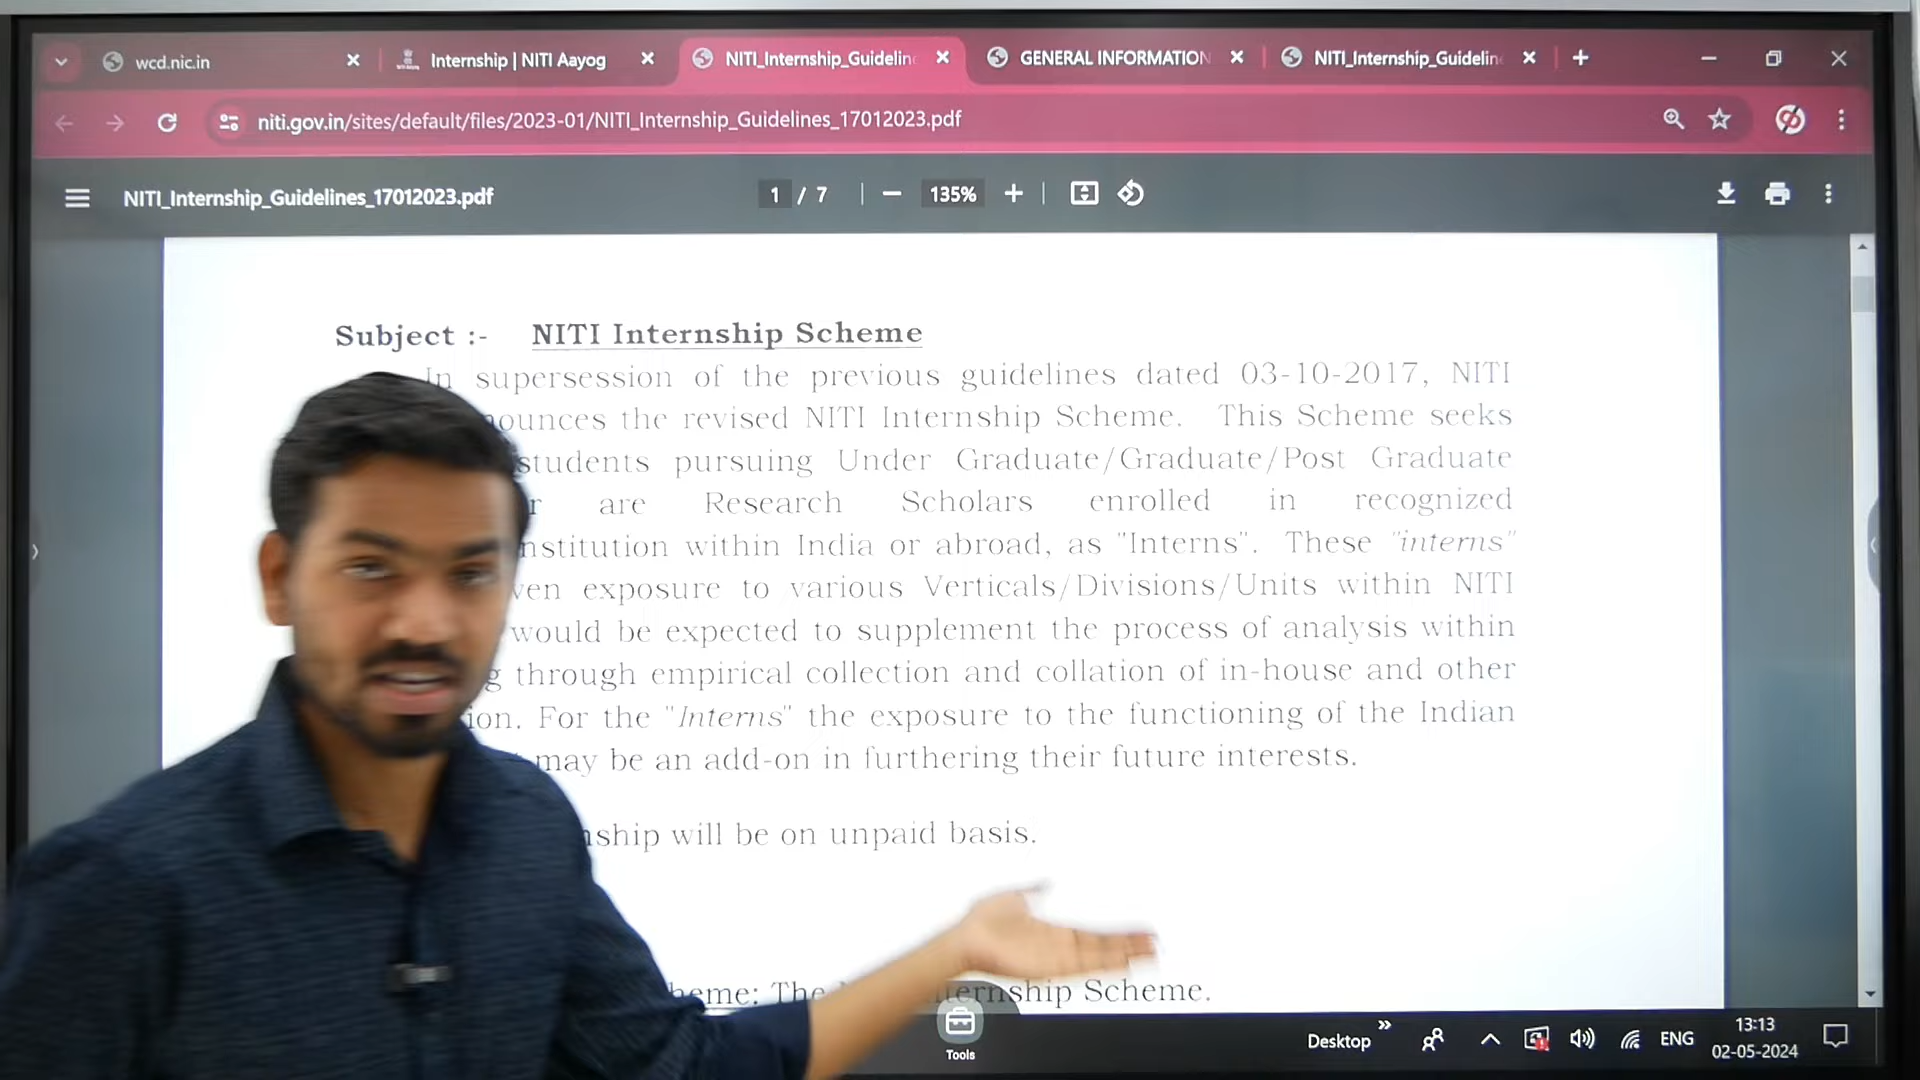 wcd.nic.in
Internship | NITI Aayog
NITI_Internship_Guidelin
GENERAL INFORMATION
NITI_Internship_Guidelin
niti.gov.in/sites/default/files/2023-01/NITI_Internship_Guidelines_17012023.pdf
NITI_Internship_Guidelines_17012023.pdf
1 / 7
135%
Subject :- NITI Internship Scheme
In supersession of the previous guidelines dated 03-10-2017, NITI
ounces the revised NITI Internship Scheme. This Scheme seeks
students pursuing Under Graduate/Graduate/Post Graduate
r are Research Scholars enrolled in recognized
nstitution within India or abroad, as "Interns". These "interns"
ven exposure to various Verticals/Divisions/Units within NITI
would be expected to supplement the process of analysis within
g through empirical collection and collation of in-house and other
ion. For the "Interns" the exposure to the functioning of the Indian
may be an add-on in furthering their future interests.
nship will be on unpaid basis.
heme: The ternship Scheme.
Tools
Desktop
ENG
13:13
02-05-2024